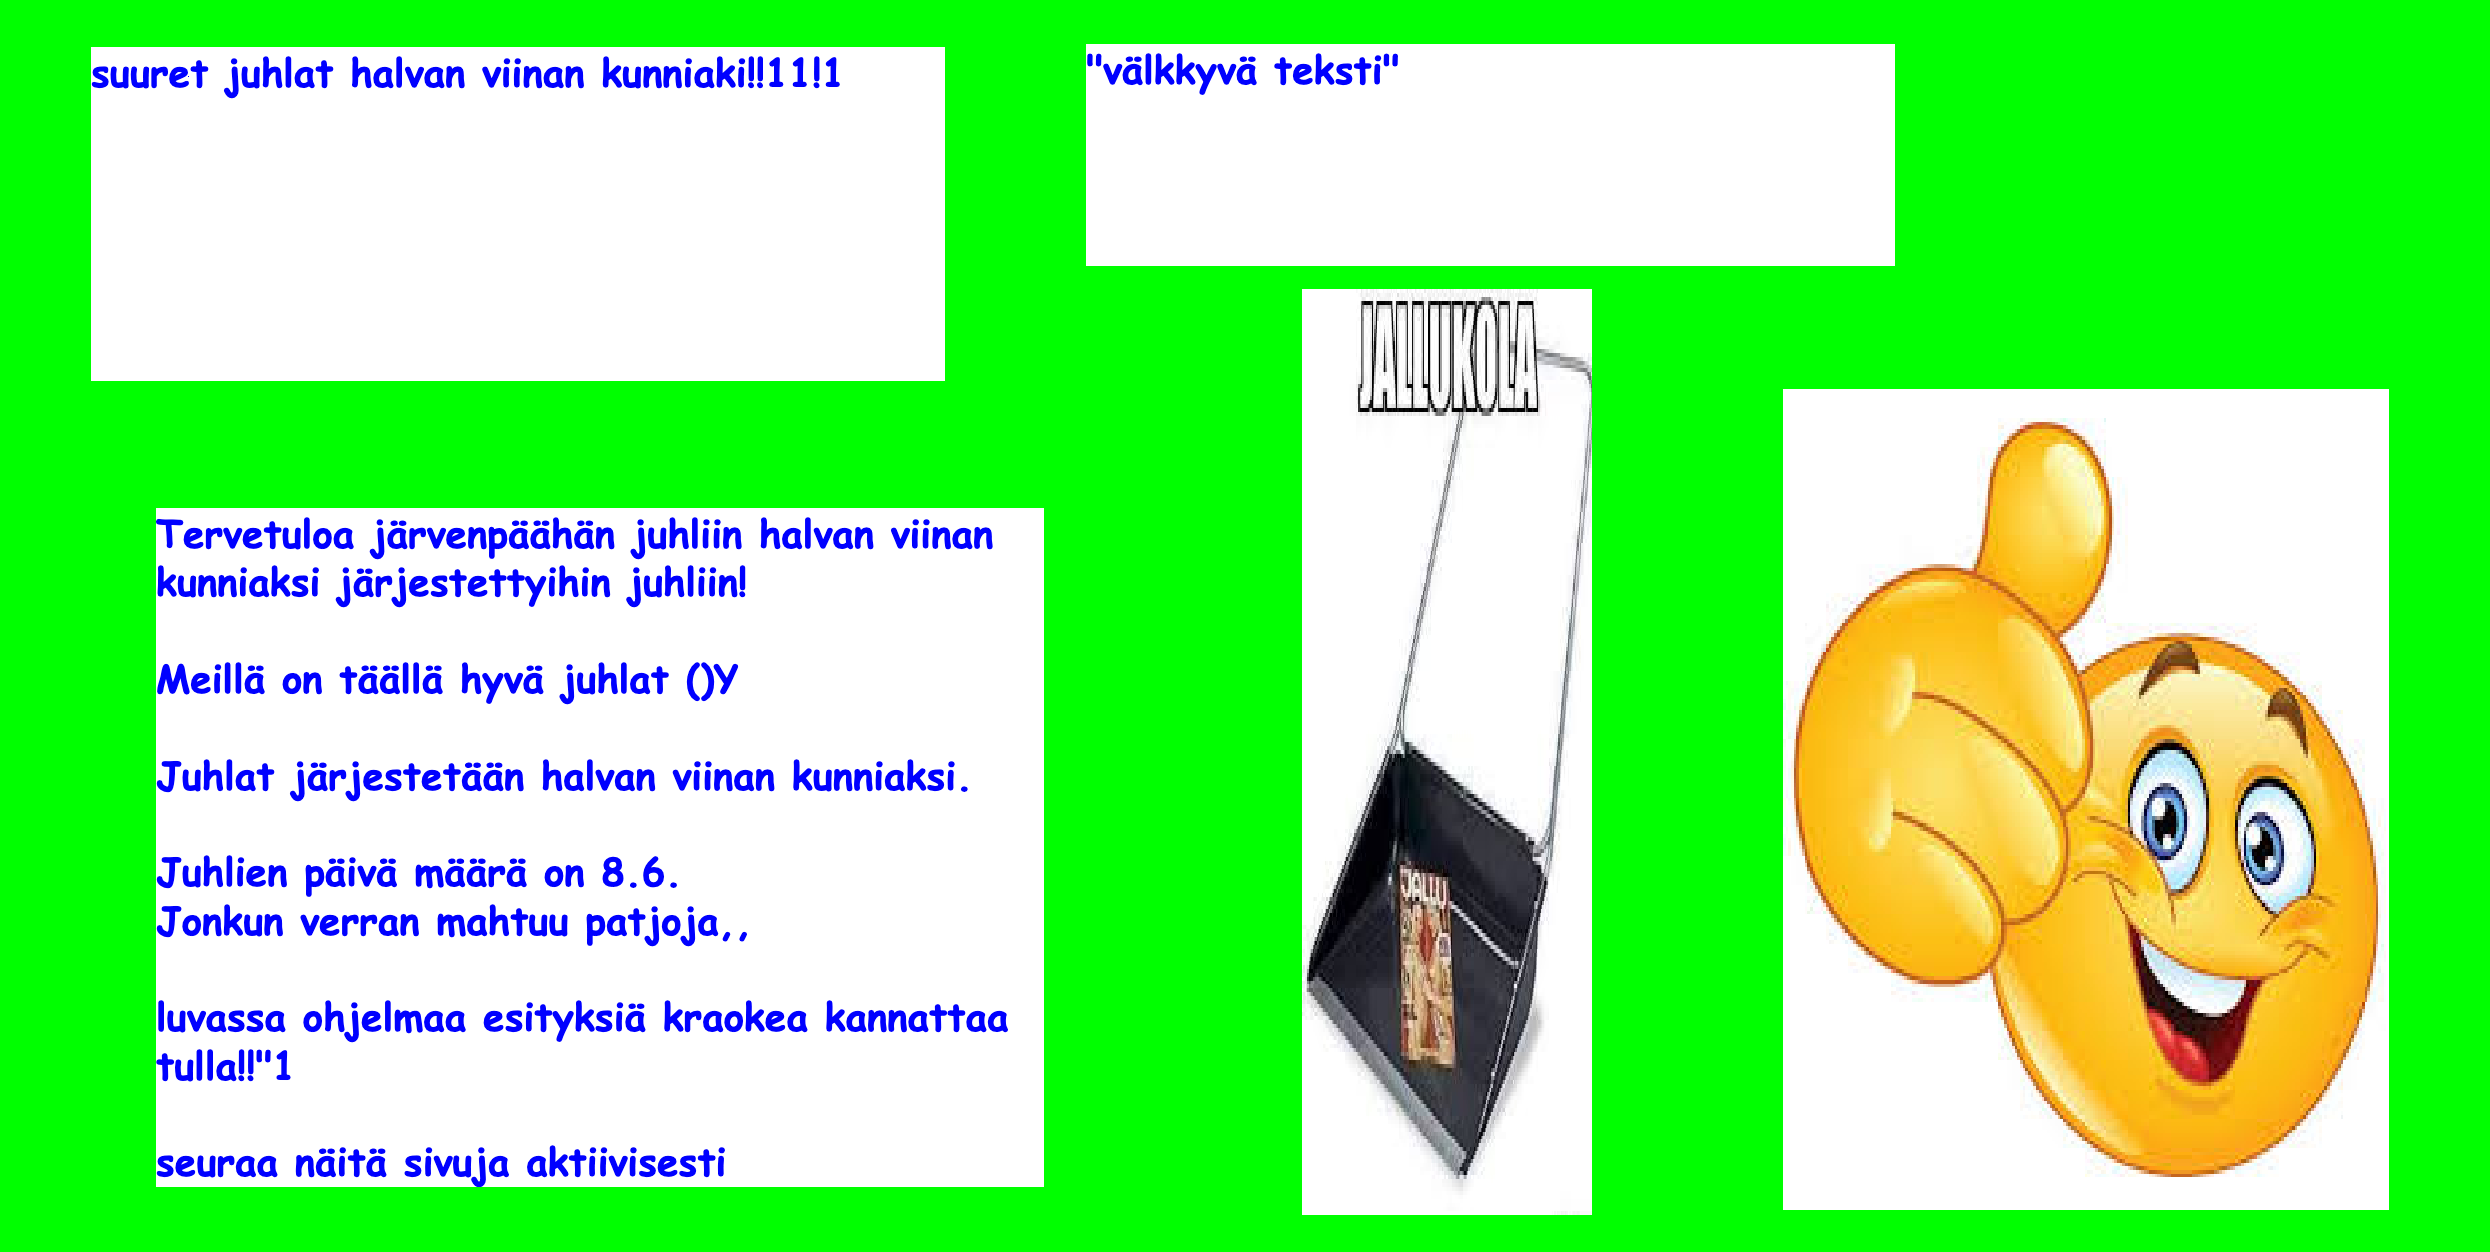 suuret juhlat halvan viinan kunniaki!!11!1
"välkkyvä teksti"
JALLUKOLA
JALLU
Tervetuloa järvenpäähän juhliin halvan viinan
kunniaksi järjestettyihin juhliin!
Meillä on täällä hyvä juhlat ()Y
Juhlat järjestetään halvan viinan kunniaksi.
Juhlien päivä määrä on 8.6.
Jonkun verran mahtuu patjoja,,
luvassa ohjelmaa esityksiä kraokea kannattaa
tulla!!"1
seuraa näitä sivuja aktiivisesti